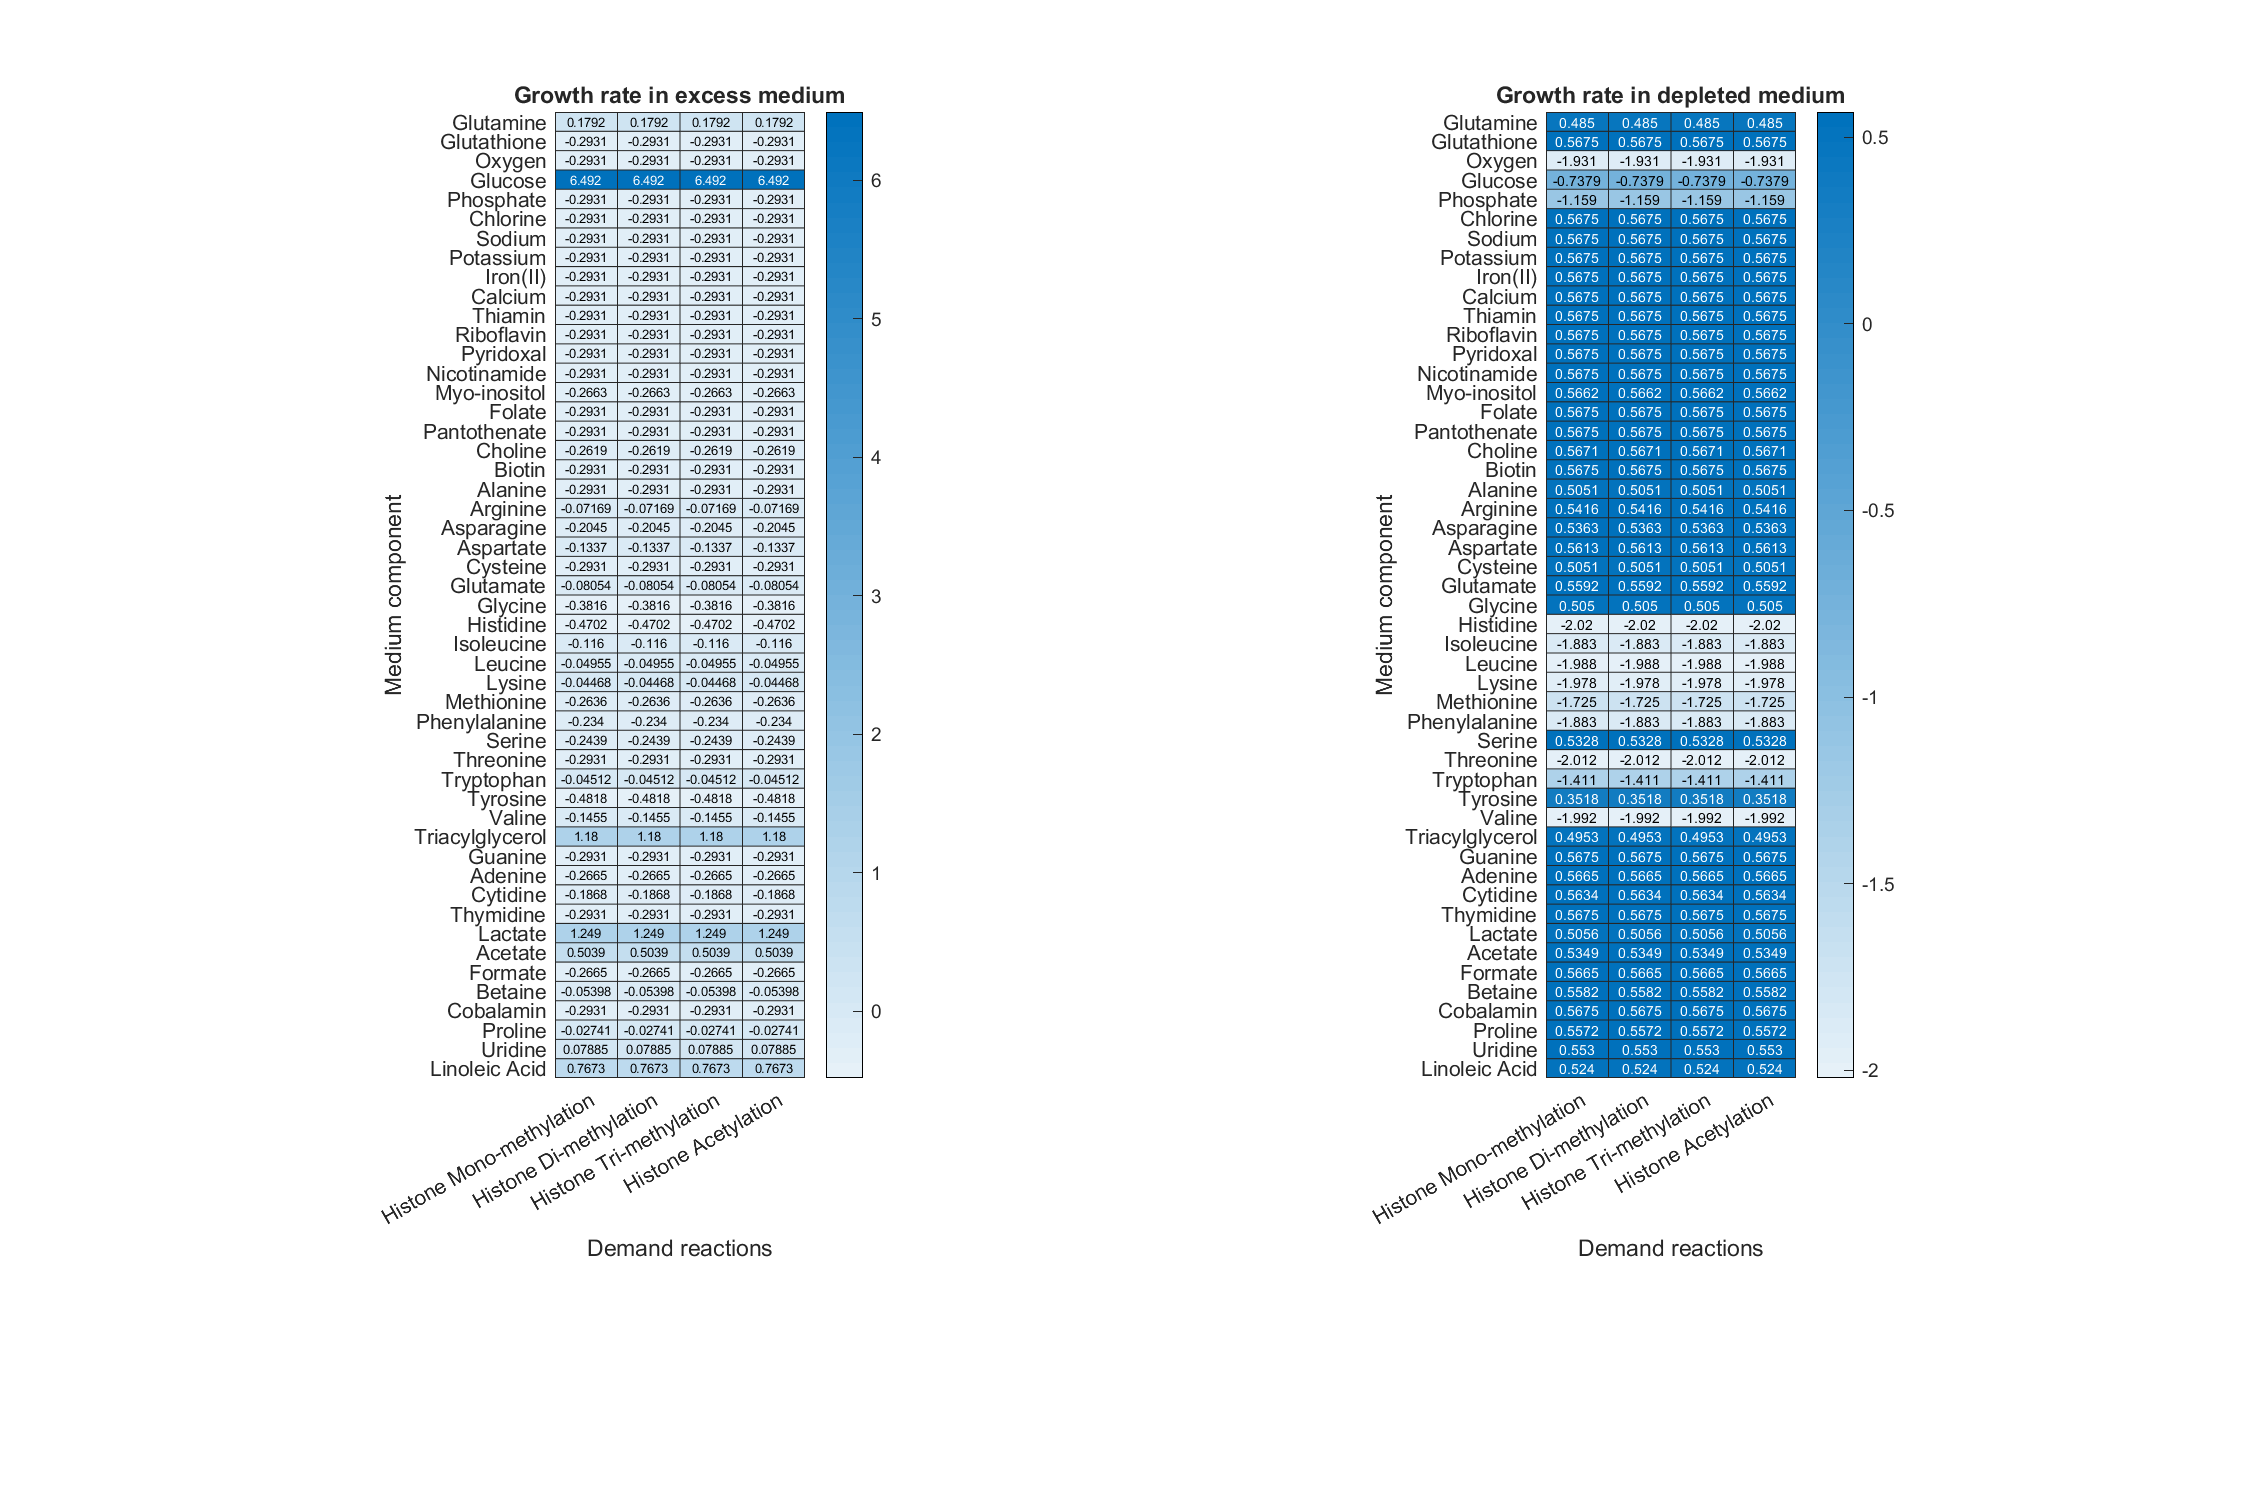 Growth rate in excess medium
Glutamine 0.1792 0.1792 0.1792 0.1792
Glutathione -0.2931 -0.2931 -0.2931 -0.2931
Oxygen -0.2931 -0.2931 -0.2931 -0.2931
Glucose 6.492 6.492 6.492 6.492
Phosphate -0.2931 -0.2931 -0.2931 -0.2931
Chlorine -0.2931 -0.2931 -0.2931 -0.2931
Sodium -0.2931 -0.2931 -0.2931 -0.2931
Potassium -0.2931 -0.2931 -0.2931 -0.2931
Iron(II) -0.2931 -0.2931 -0.2931 -0.2931
Calcium -0.2931 -0.2931 -0.2931 -0.2931
Thiamin -0.2931 -0.2931 -0.2931 -0.2931
Riboflavin -0.2931 -0.2931 -0.2931 -0.2931
Pyridoxal -0.2931 -0.2931 -0.2931 -0.2931
Nicotinamide -0.2931 -0.2931 -0.2931 -0.2931
Myo-inositol -0.2663 -0.2663 -0.2663 -0.2663
Folate -0.2931 -0.2931 -0.2931 -0.2931
Pantothenate -0.2931 -0.2931 -0.2931 -0.2931
Choline -0.2619 -0.2619 -0.2619 -0.2619
Biotin -0.2931 -0.2931 -0.2931 -0.2931
Alanine -0.2931 -0.2931 -0.2931 -0.2931
Arginine -0.07169 -0.07169 -0.07169 -0.07169
Asparagine -0.2045 -0.2045 -0.2045 -0.2045
Aspartate -0.1337 -0.1337 -0.1337 -0.1337
Cysteine -0.2931 -0.2931 -0.2931 -0.2931
Glutamate -0.08054 -0.08054 -0.08054 -0.08054
Glycine -0.3816 -0.3816 -0.3816 -0.3816
Histidine -0.4702 -0.4702 -0.4702 -0.4702
Isoleucine -0.116 -0.116 -0.116 -0.116
Leucine -0.04955 -0.04955 -0.04955 -0.04955
Lysine -0.04468 -0.04468 -0.04468 -0.04468
Methionine -0.2636 -0.2636 -0.2636 -0.2636
Phenylalanine -0.234 -0.234 -0.234 -0.234
Serine -0.2439 -0.2439 -0.2439 -0.2439
Threonine -0.2931 -0.2931 -0.2931 -0.2931
Tryptophan -0.04512 -0.04512 -0.04512 -0.04512
Tyrosine -0.4818 -0.4818 -0.4818 -0.4818
Valine -0.1455 -0.1455 -0.1455 -0.1455
Triacylglycerol 1.18 1.18 1.18 1.18
Guanine -0.2931 -0.2931 -0.2931 -0.2931
Adenine -0.2665 -0.2665 -0.2665 -0.2665
Cytidine -0.1868 -0.1868 -0.1868 -0.1868
Thymidine -0.2931 -0.2931 -0.2931 -0.2931
Lactate 1.249 1.249 1.249 1.249
Acetate 0.5039 0.5039 0.5039 0.5039
Formate -0.2665 -0.2665 -0.2665 -0.2665
Betaine -0.05398 -0.05398 -0.05398 -0.05398
Cobalamin -0.2931 -0.2931 -0.2931 -0.2931
Proline -0.02741 -0.02741 -0.02741 -0.02741
Uridine 0.07885 0.07885 0.07885 0.07885
Linoleic Acid 0.7673 0.7673 0.7673 0.7673
Medium component
6
5
4
3
2
1
0
Histone Mono-methylation
Histone Di-methylation
Histone Tri-methylation
Histone Acetylation
Demand reactions
Growth rate in depleted medium
Glutamine 0.485 0.485 0.485 0.485
Glutathione 0.5675 0.5675 0.5675 0.5675
Oxygen -1.931 -1.931 -1.931 -1.931
Glucose -0.7379 -0.7379 -0.7379 -0.7379
Phosphate -1.159 -1.159 -1.159 -1.159
Chlorine 0.5675 0.5675 0.5675 0.5675
Sodium 0.5675 0.5675 0.5675 0.5675
Potassium 0.5675 0.5675 0.5675 0.5675
Iron(II) 0.5675 0.5675 0.5675 0.5675
Calcium 0.5675 0.5675 0.5675 0.5675
Thiamin 0.5675 0.5675 0.5675 0.5675
Riboflavin 0.5675 0.5675 0.5675 0.5675
Pyridoxal 0.5675 0.5675 0.5675 0.5675
Nicotinamide 0.5675 0.5675 0.5675 0.5675
Myo-inositol 0.5662 0.5662 0.5662 0.5662
Folate 0.5675 0.5675 0.5675 0.5675
Pantothenate 0.5675 0.5675 0.5675 0.5675
Choline 0.5671 0.5671 0.5671 0.5671
Biotin 0.5675 0.5675 0.5675 0.5675
Alanine 0.5051 0.5051 0.5051 0.5051
Arginine 0.5416 0.5416 0.5416 0.5416
Asparagine 0.5363 0.5363 0.5363 0.5363
Aspartate 0.5613 0.5613 0.5613 0.5613
Cysteine 0.5051 0.5051 0.5051 0.5051
Glutamate 0.5592 0.5592 0.5592 0.5592
Glycine 0.505 0.505 0.505 0.505
Histidine -2.02 -2.02 -2.02 -2.02
Isoleucine -1.883 -1.883 -1.883 -1.883
Leucine -1.988 -1.988 -1.988 -1.988
Lysine -1.978 -1.978 -1.978 -1.978
Methionine -1.725 -1.725 -1.725 -1.725
Phenylalanine -1.883 -1.883 -1.883 -1.883
Serine 0.5328 0.5328 0.5328 0.5328
Threonine -2.012 -2.012 -2.012 -2.012
Tryptophan -1.411 -1.411 -1.411 -1.411
Tyrosine 0.3518 0.3518 0.3518 0.3518
Valine -1.992 -1.992 -1.992 -1.992
Triacylglycerol 0.4953 0.4953 0.4953 0.4953
Guanine 0.5675 0.5675 0.5675 0.5675
Adenine 0.5665 0.5665 0.5665 0.5665
Cytidine 0.5634 0.5634 0.5634 0.5634
Thymidine 0.5675 0.5675 0.5675 0.5675
Lactate 0.5056 0.5056 0.5056 0.5056
Acetate 0.5349 0.5349 0.5349 0.5349
Formate 0.5665 0.5665 0.5665 0.5665
Betaine 0.5582 0.5582 0.5582 0.5582
Cobalamin 0.5675 0.5675 0.5675 0.5675
Proline 0.5572 0.5572 0.5572 0.5572
Uridine 0.553 0.553 0.553 0.553
Linoleic Acid 0.524 0.524 0.524 0.524
Medium component
0.5
0
-0.5
-1
-1.5
-2
Histone Mono-methylation
Histone Di-methylation
Histone Tri-methylation
Histone Acetylation
Demand reactions